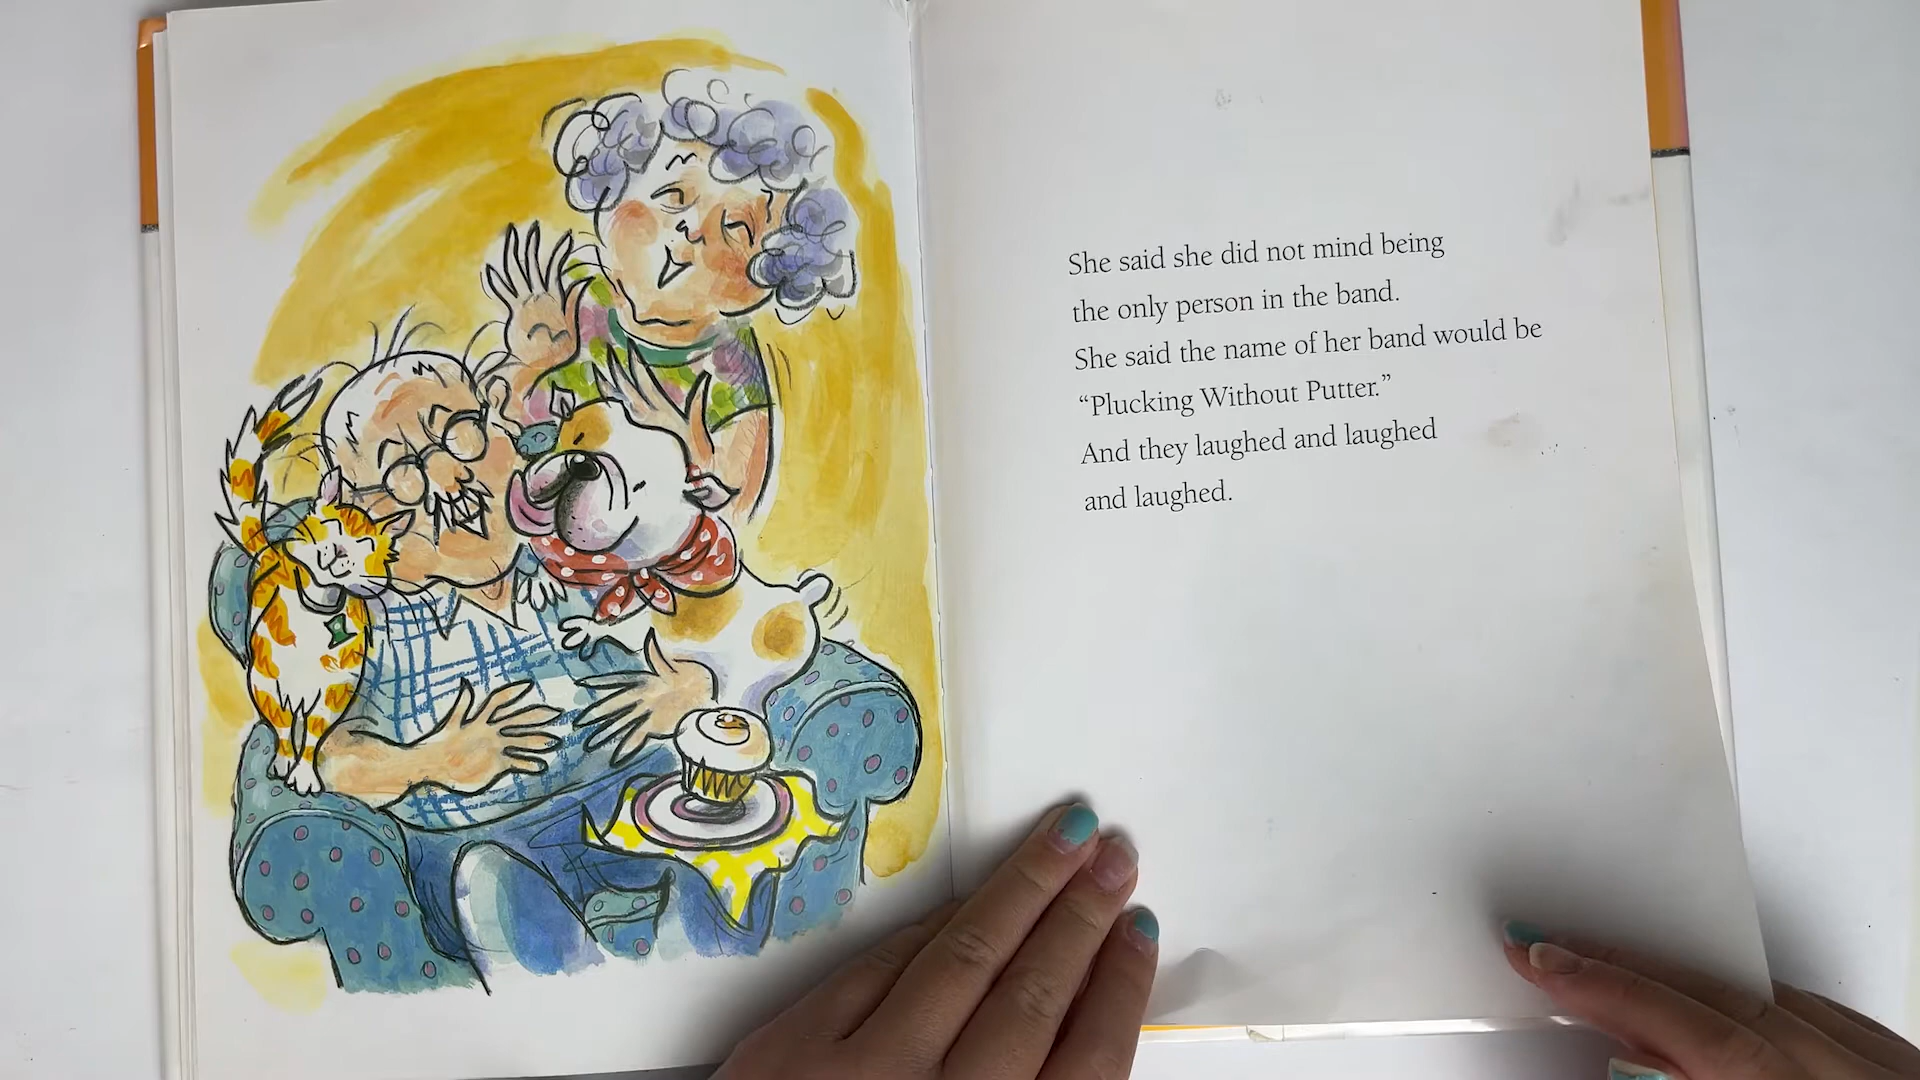 She said she did not mind being
the only person in the band.
She said the name of her band would be
“Plucking Without Putter.”
And they laughed and laughed
and laughed.